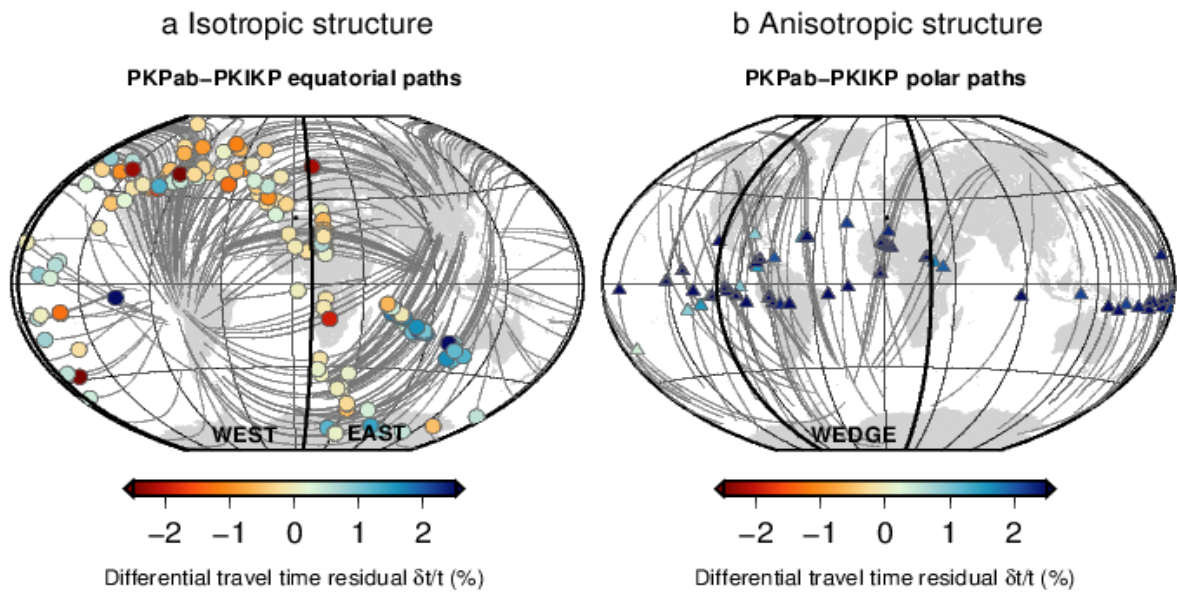 a Isotropic structure
PKPab−PKIKP equatorial paths
WEST
EAST
−2 −1 0 1 2
Differential travel time residual δt/t (%)
b Anisotropic structure
PKPab−PKIKP polar paths
WEDGE
−2 −1 0 1 2
Differential travel time residual δt/t (%)